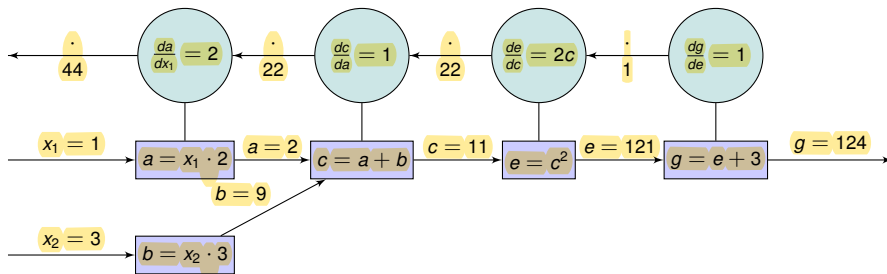 da/dx₁ = 2
dc/da = 1
de/dc = 2c
dg/de = 1
· 44
· 22
· 22
· 1
x₁ = 1
a = x₁ · 2
a = 2
c = a + b
c = 11
e = c²
e = 121
g = e + 3
g = 124
b = 9
x₂ = 3
b = x₂ · 3